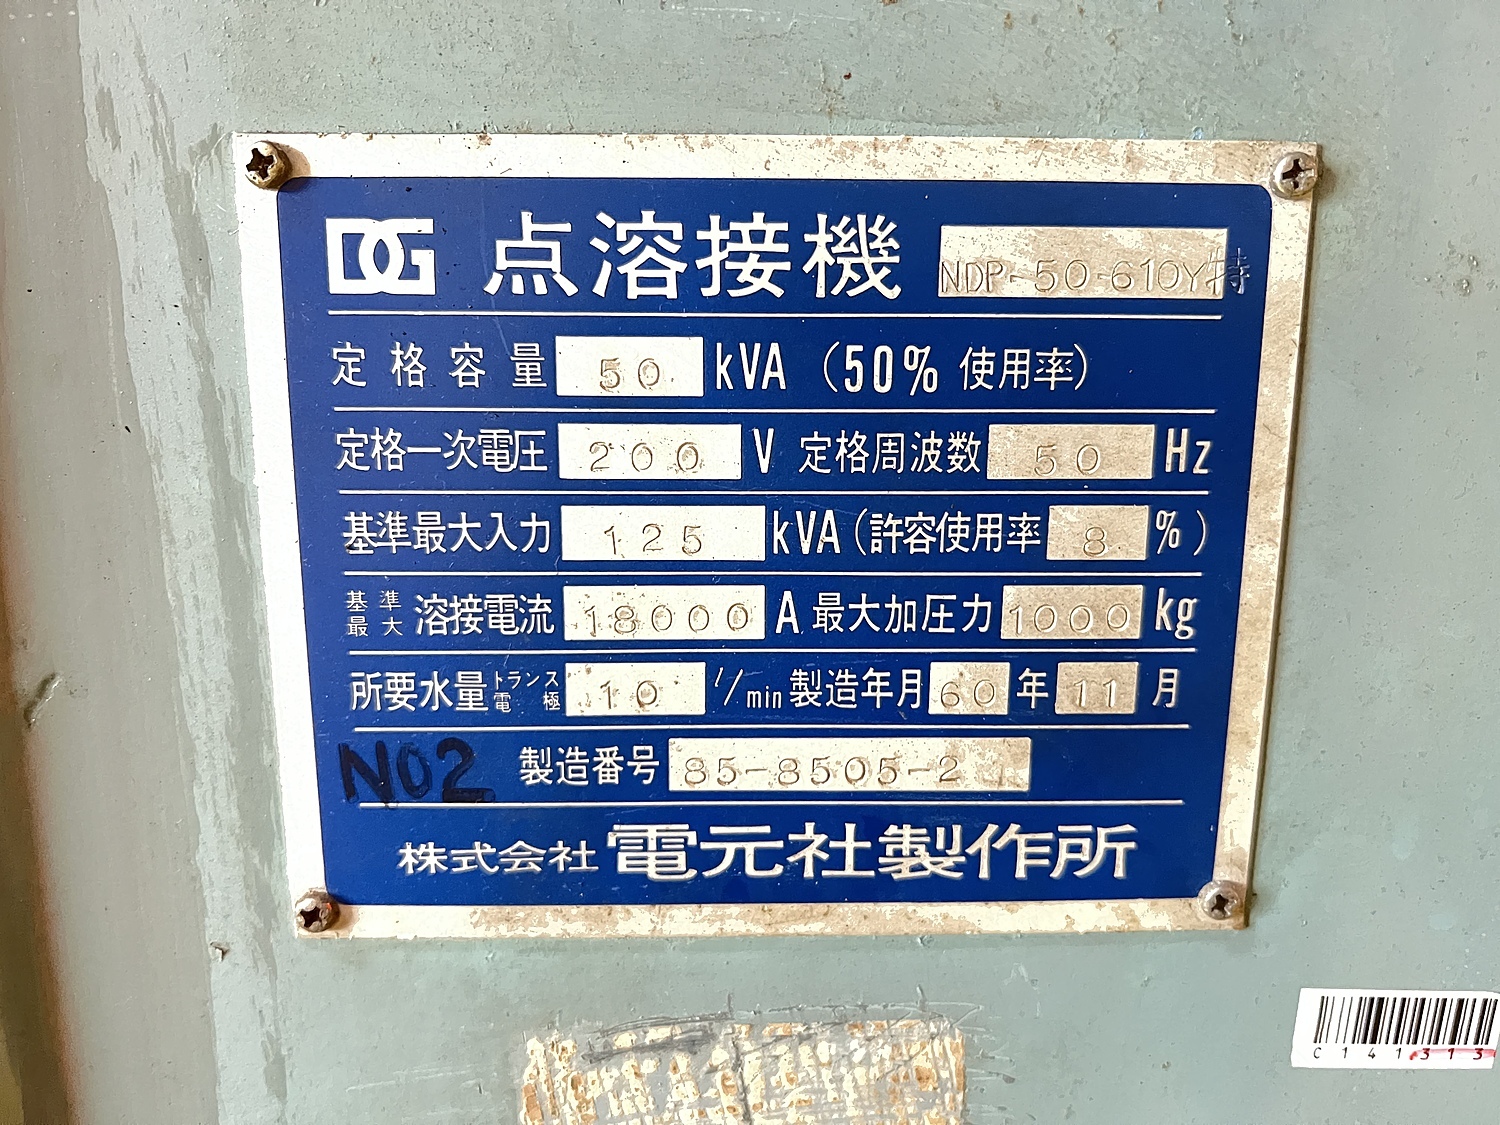 DG 点溶接機 NDP-50-610Y特
定格容量 50 kVA (50% 使用率)
定格一次電圧 200 V 定格周波数 50 Hz
基準最大入力 125 kVA (許容使用率 8 %)
基準最大 溶接電流 18000 A 最大加圧力 1000 kg
所要水量 トランス電極 10 l/min 製造年月 60 年 11 月
NO2 製造番号 85-8505-2
株式会社 電元社製作所
C141313